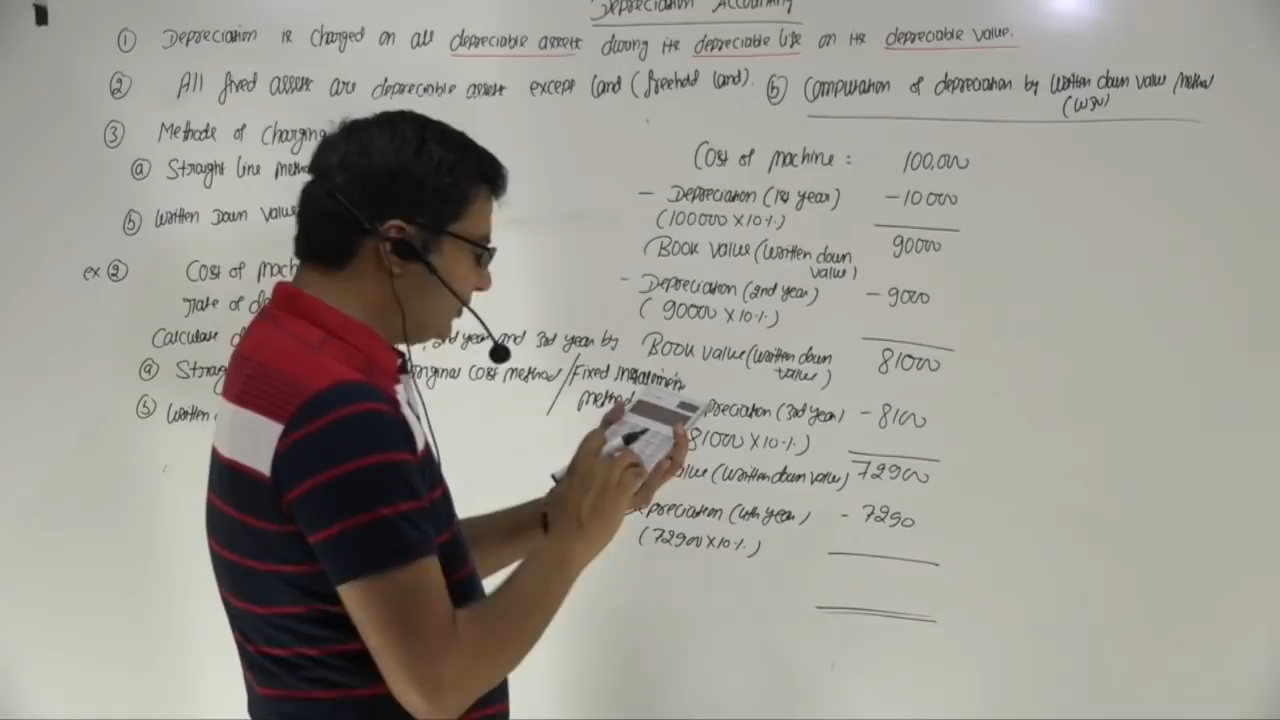 Depreciation Accounting
① Depreciation is charged on all depreciable assets during its depreciable life on its depreciable value.
② All fixed assets are depreciable assets except land (freehold land).
③ Methods of Charging
ⓐ Straight line method
ⓑ Written Down Value
ex ② Cost of mach
rate of de
Calculate d 2nd year and 3rd year by
ⓐ Straig original cost method / Fixed Instalment method
ⓑ Written
⑥ Computation of depreciation by Written down value method
(WDV)
Cost of machine : 100,000
- Depreciation (1st year) -10000
(100000 X 10%)
Book value (Written down value) 90000
- Depreciation (2nd year) - 9000
(90000 X 10%)
Book value (Written down value) 81000
preciation (3rd year) - 8100
81000 X 10%)
value (Written down value) 72900
epreciation (4th year) - 7290
(72900 X 10%)